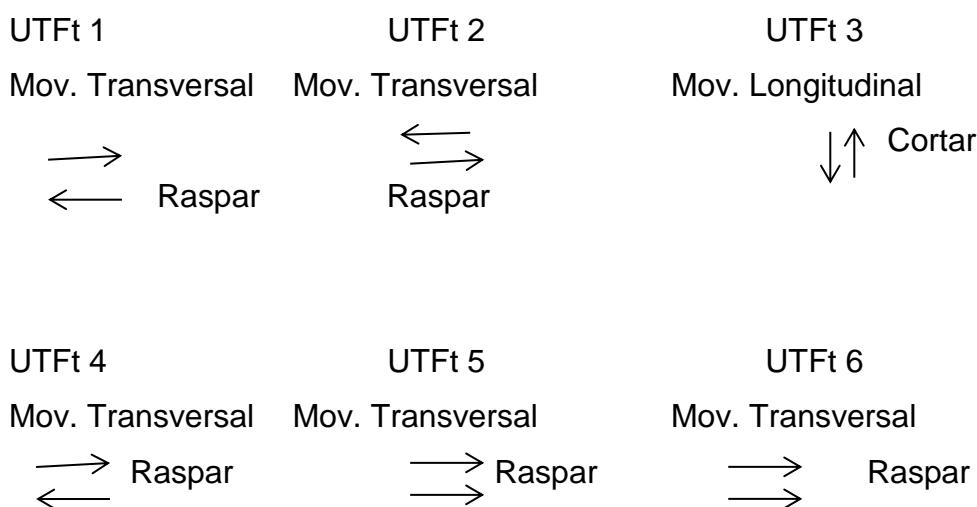 UTFt 1 UTFt 2 UTFt 3
Mov. Transversal Mov. Transversal Mov. Longitudinal
Cortar
Raspar Raspar
UTFt 4 UTFt 5 UTFt 6
Mov. Transversal Mov. Transversal Mov. Transversal
Raspar Raspar Raspar